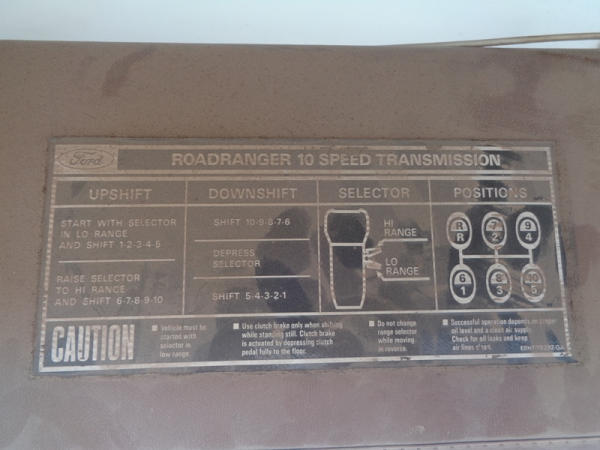 Ford
ROADRANGER 10 SPEED TRANSMISSION
UPSHIFT
START WITH SELECTOR
IN LO RANGE
AND SHIFT 1-2-3-4-5
RAISE SELECTOR
TO HI RANGE
AND SHIFT 6-7-8-9-10
DOWNSHIFT
SHIFT 10-9-8-7-6
DEPRESS
SELECTOR
SHIFT 5-4-3-2-1
SELECTOR
HI
RANGE
LO
RANGE
POSITIONS
R 7 9
R 2 4
6 8 10
1 3 5
CAUTION
Vehicle must be
started with
selector in
low range.
Use clutch brake only when shifting
while standing still. Clutch brake
is activated by depressing clutch
pedal fully to the floor.
Do not change
range selector
while moving
in reverse.
Successful operation depends on proper
oil level and a clean air supply.
Check for oil leaks and keep
air lines